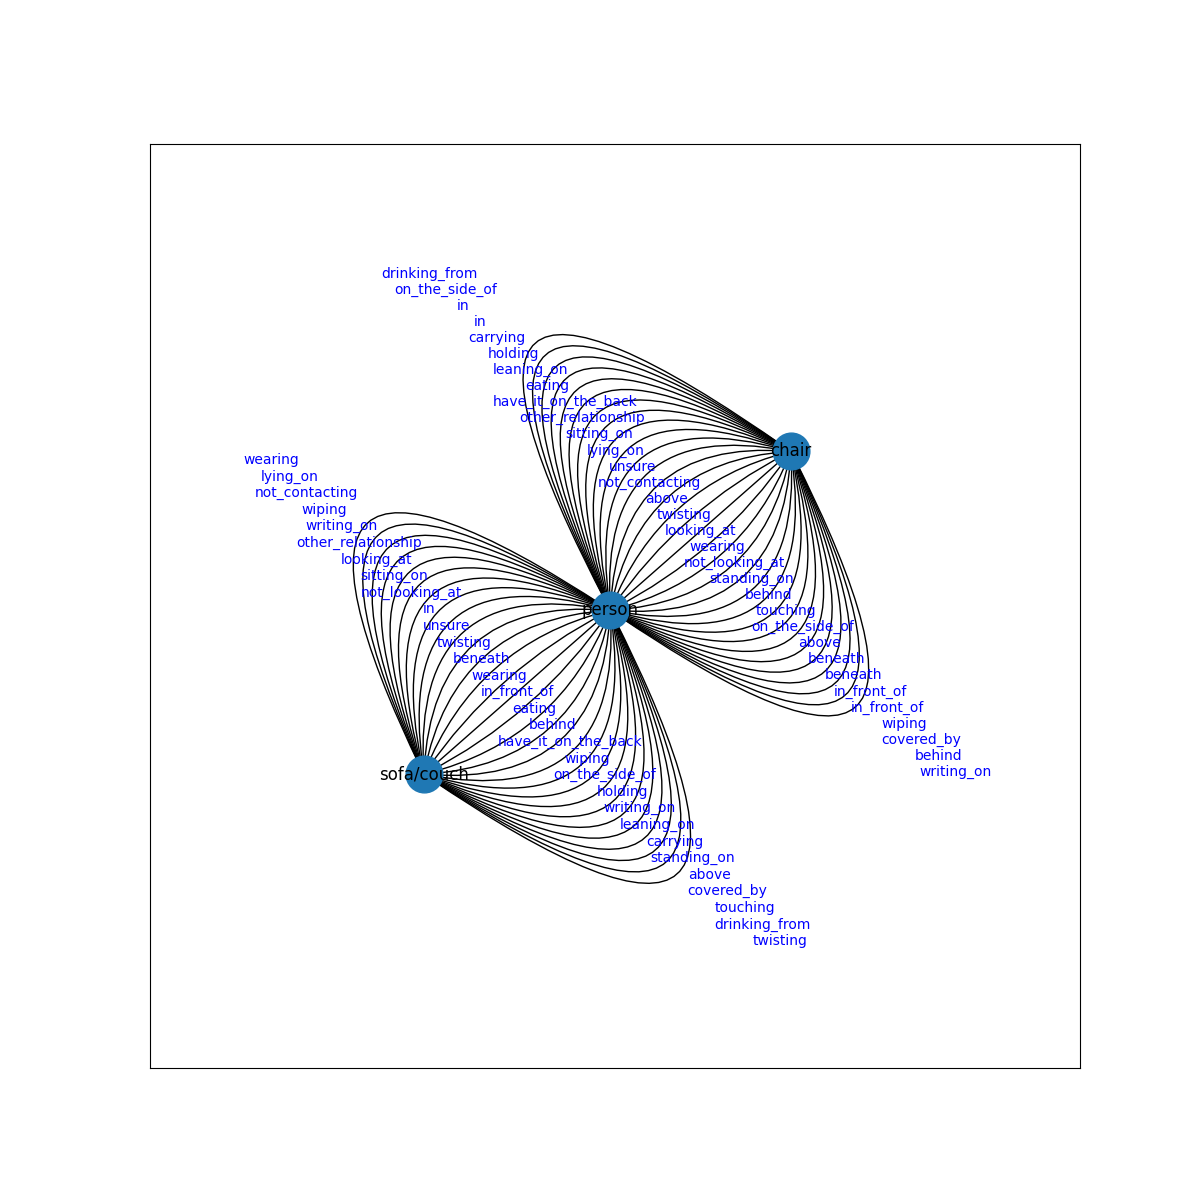 drinking_from
on_the_side_of
in
in
carrying
holding
leaning_on
eating
have_it_on_the_back
other_relationship
sitting_on
lying_on
unsure
not_contacting
above
twisting
looking_at
wearing
not_looking_at
standing_on
behind
touching
on_the_side_of
above
beneath
beneath
in_front_of
in_front_of
wiping
covered_by
behind
writing_on
chair
person
wearing
lying_on
not_contacting
wiping
writing_on
other_relationship
looking_at
sitting_on
not_looking_at
in
unsure
twisting
beneath
wearing
in_front_of
eating
behind
have_it_on_the_back
wiping
on_the_side_of
holding
writing_on
leaning_on
carrying
standing_on
above
covered_by
touching
drinking_from
twisting
sofa/couch